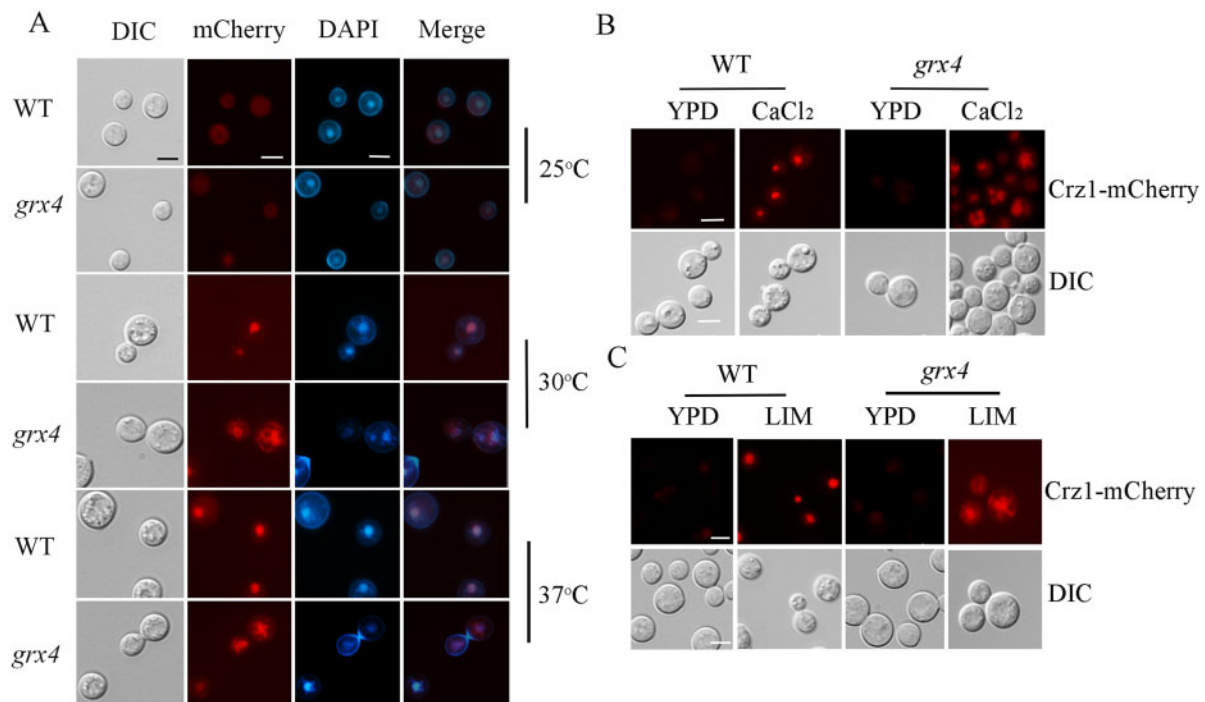 A
DIC mCherry DAPI Merge
WT
grx4
25°C
WT
grx4
30°C
WT
grx4
37°C
B
WT grx4
YPD CaCl₂ YPD CaCl₂
Crz1-mCherry
DIC
C
WT grx4
YPD LIM YPD LIM
Crz1-mCherry
DIC